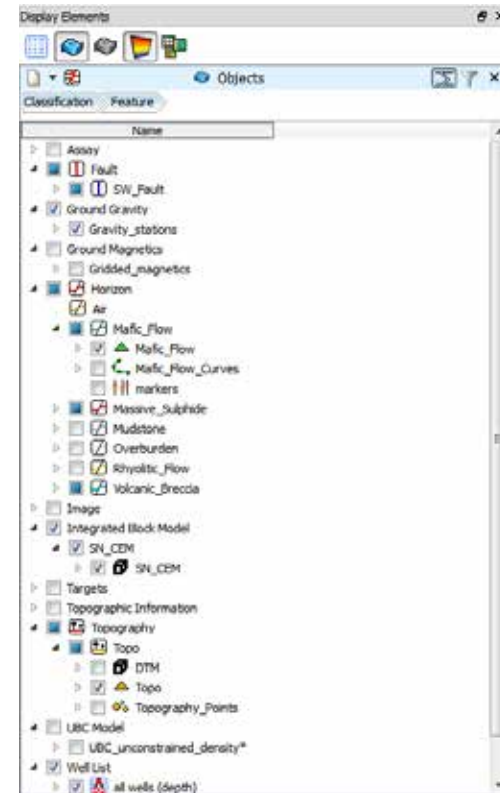 Display Elements
Objects
Classification Feature
Name
Assay
Fault
SW_Fault
Ground Gravity
Gravity_stations
Ground Magnetics
Gridded_magnetics
Horizon
Air
Mafic_Flow
Mafic_Flow
Mafic_Flow_Curves
markers
Massive_Sulphide
Mudstone
Overburden
Rhyolitic_Flow
Volcanic_Breccia
Image
Integrated Block Model
SN_CEM
SN_CEM
Targets
Topographic Information
Topography
Topo
DTM
Topo
Topography_Points
UBC Model
UBC_unconstrained_density*
Well List
all wells (depth)